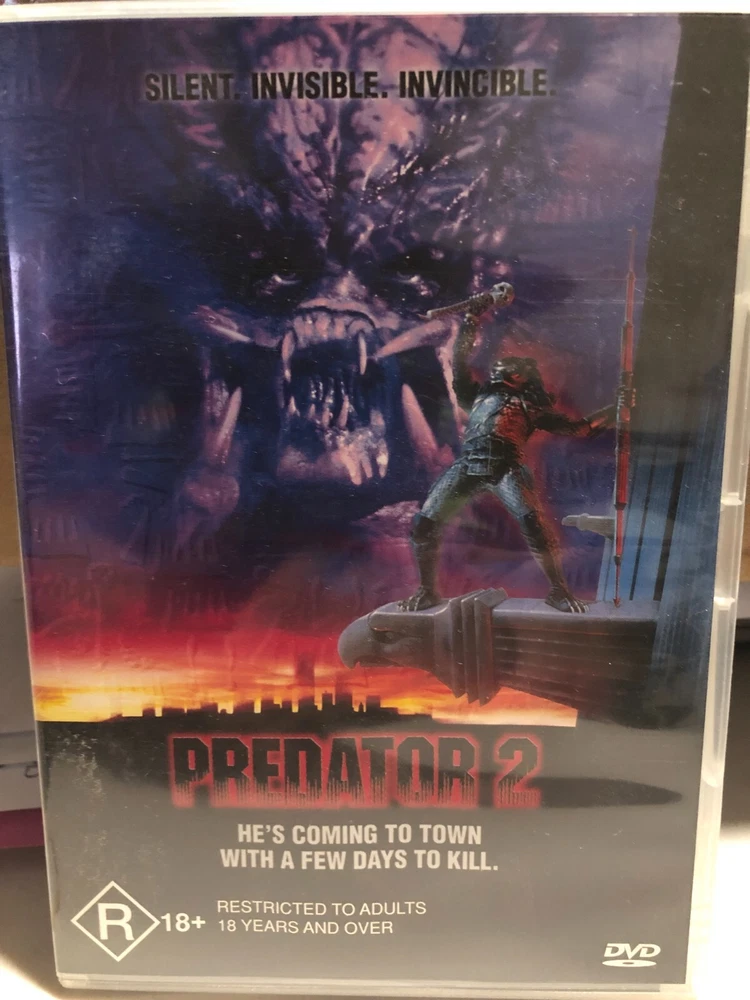 SILENT. INVISIBLE. INVINCIBLE.
PREDATOR 2
HE'S COMING TO TOWN
WITH A FEW DAYS TO KILL.
R 18+ RESTRICTED TO ADULTS
18 YEARS AND OVER
DVD